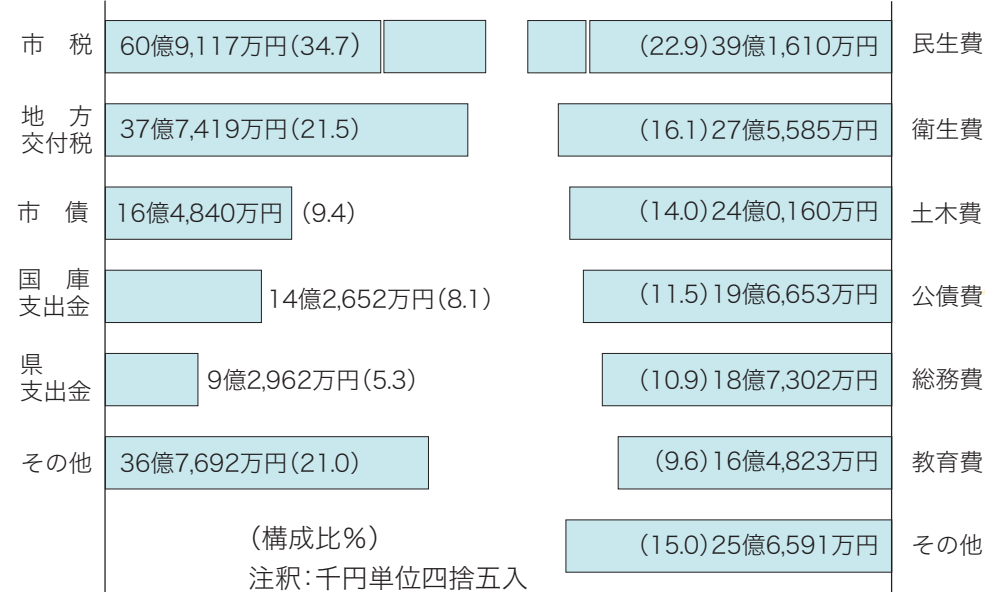 市　税 60億9,117万円(34.7)
地　方
交付税 37億7,419万円(21.5)
市　債 16億4,840万円 (9.4)
国　庫
支出金 14億2,652万円(8.1)
県
支出金 9億2,962万円(5.3)
その他 36億7,692万円(21.0)
(構成比％)
注釈：千円単位四捨五入
(22.9)39億1,610万円 民生費
(16.1)27億5,585万円 衛生費
(14.0)24億0,160万円 土木費
(11.5)19億6,653万円 公債費
(10.9)18億7,302万円 総務費
(9.6)16億4,823万円 教育費
(15.0)25億6,591万円 その他